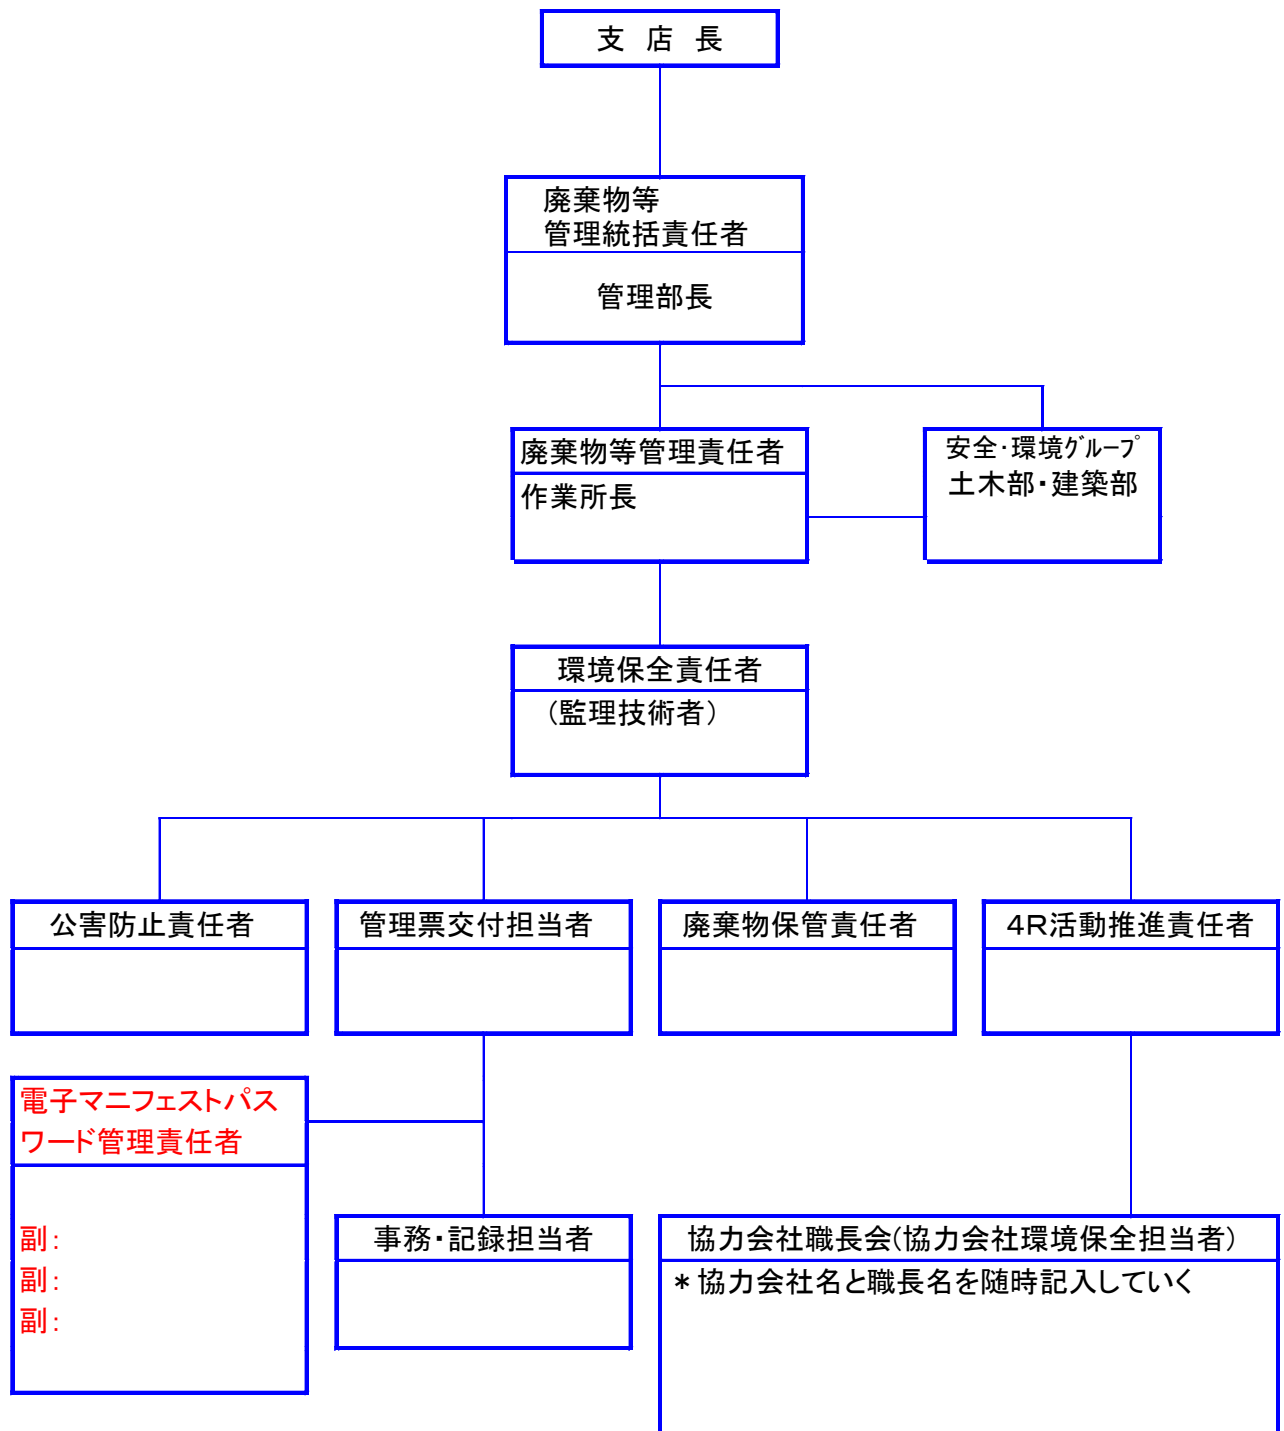 支 店 長
廃棄物等
管理統括責任者
管理部長
廃棄物等管理責任者
作業所長
安全・環境ｸﾞﾙｰﾌﾟ
土木部・建築部
環境保全責任者
（監理技術者）
公害防止責任者
管理票交付担当者
廃棄物保管責任者
４Ｒ活動推進責任者
電子マニフェストパス
ワード管理責任者
副：
副：
副：
事務・記録担当者
協力会社職長会(協力会社環境保全担当者）
＊協力会社名と職長名を随時記入していく